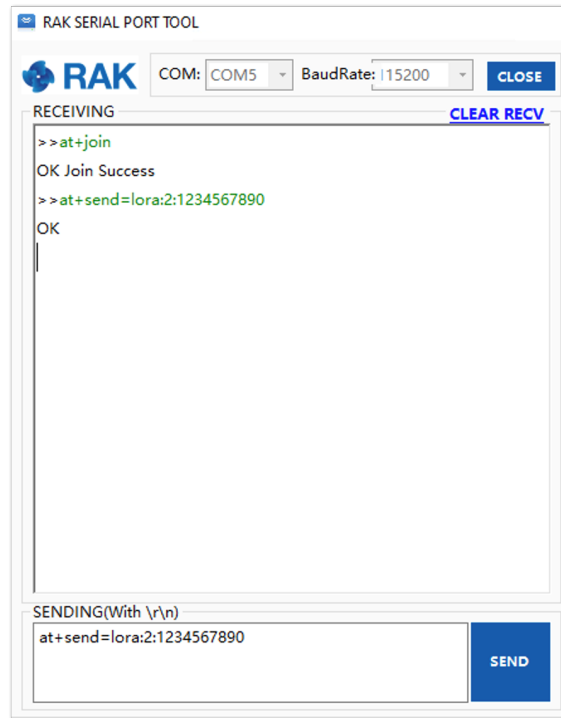 RAK SERIAL PORT TOOL
RAK COM: COM5 BaudRate: 115200 CLOSE
RECEIVING CLEAR RECV
>>at+join
OK Join Success
>>at+send=lora:2:1234567890
OK
SENDING(With \r\n)
at+send=lora:2:1234567890
SEND